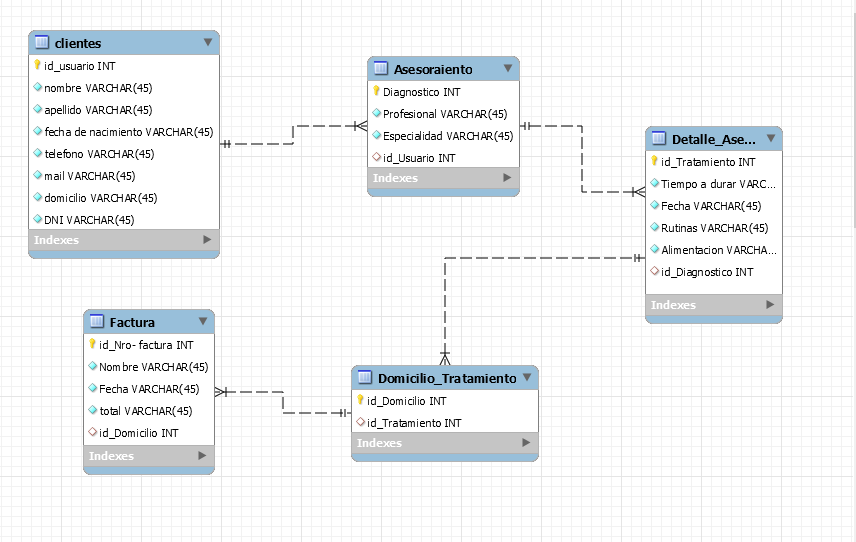 clientes
id_usuario INT
nombre VARCHAR(45)
apellido VARCHAR(45)
fecha de nacimiento VARCHAR(45)
telefono VARCHAR(45)
mail VARCHAR(45)
domicilio VARCHAR(45)
DNI VARCHAR(45)
Indexes
Asesoraiento
Diagnostico INT
Profesional VARCHAR(45)
Especialidad VARCHAR(45)
id_Usuario INT
Indexes
Detalle_Ase...
id_Tratamiento INT
Tiempo a durar VARC...
Fecha VARCHAR(45)
Rutinas VARCHAR(45)
Alimentacion VARCHA...
id_Diagnostico INT
Indexes
Factura
id_Nro- factura INT
Nombre VARCHAR(45)
Fecha VARCHAR(45)
total VARCHAR(45)
id_Domicilio INT
Indexes
Domicilio_Tratamiento
id_Domicilio INT
id_Tratamiento INT
Indexes